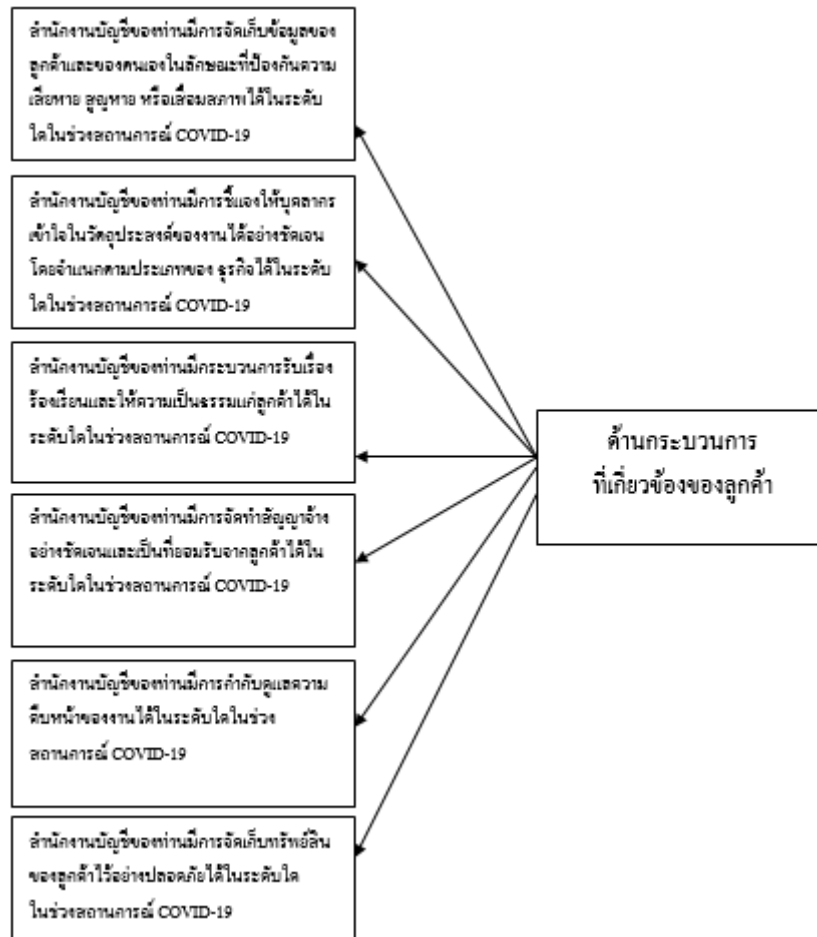 สำนักงานบัญชีของท่านมีการจัดเก็บข้อมูลของ
ลูกค้าและของตนเองในลักษณะที่ป้องกันความ
เสียหาย สูญหาย หรือเสื่อมสภาพได้ในระดับ
ใดในช่วงสถานการณ์ COVID-19
สำนักงานบัญชีของท่านมีการชี้แจงให้บุคลากร
เข้าใจในวัตถุประสงค์ของงานได้อย่างชัดเจน
โดยจำแนกตามประเภทของ ธุรกิจได้ในระดับ
ใดในช่วงสถานการณ์ COVID-19
สำนักงานบัญชีของท่านมีกระบวนการรับเรื่อง
ร้องเรียนและให้ความเป็นธรรมแก่ลูกค้าได้ใน
ระดับใดในช่วงสถานการณ์ COVID-19
สำนักงานบัญชีของท่านมีการจัดทำสัญญาจ้าง
อย่างชัดเจนและเป็นที่ยอมรับจากลูกค้าได้ใน
ระดับใดในช่วงสถานการณ์ COVID-19
สำนักงานบัญชีของท่านมีการกำกับดูแลความ
คืบหน้าของงานได้ในระดับใดในช่วง
สถานการณ์ COVID-19
สำนักงานบัญชีของท่านมีการจัดเก็บทรัพย์สิน
ของลูกค้าไว้อย่างปลอดภัยได้ในระดับใด
ในช่วงสถานการณ์ COVID-19
ด้านกระบวนการ
ที่เกี่ยวข้องของลูกค้า